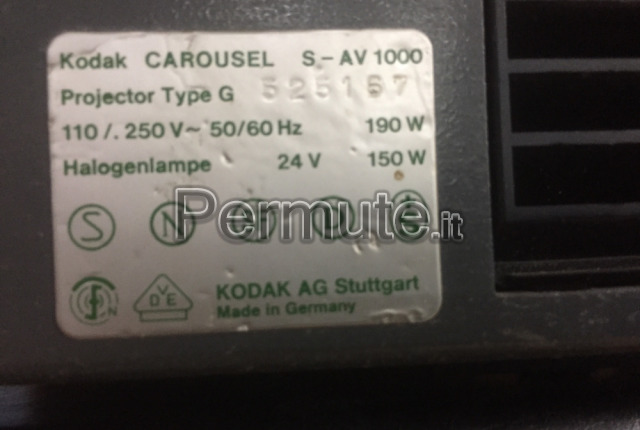 Kodak CAROUSEL S-AV 1000
Projector Type G 525167
110 /. 250 V~ 50/60 Hz 190 W
Halogenlampe 24 V 150 W
S N
Permute.it
N VDE
KODAK AG Stuttgart
Made in Germany